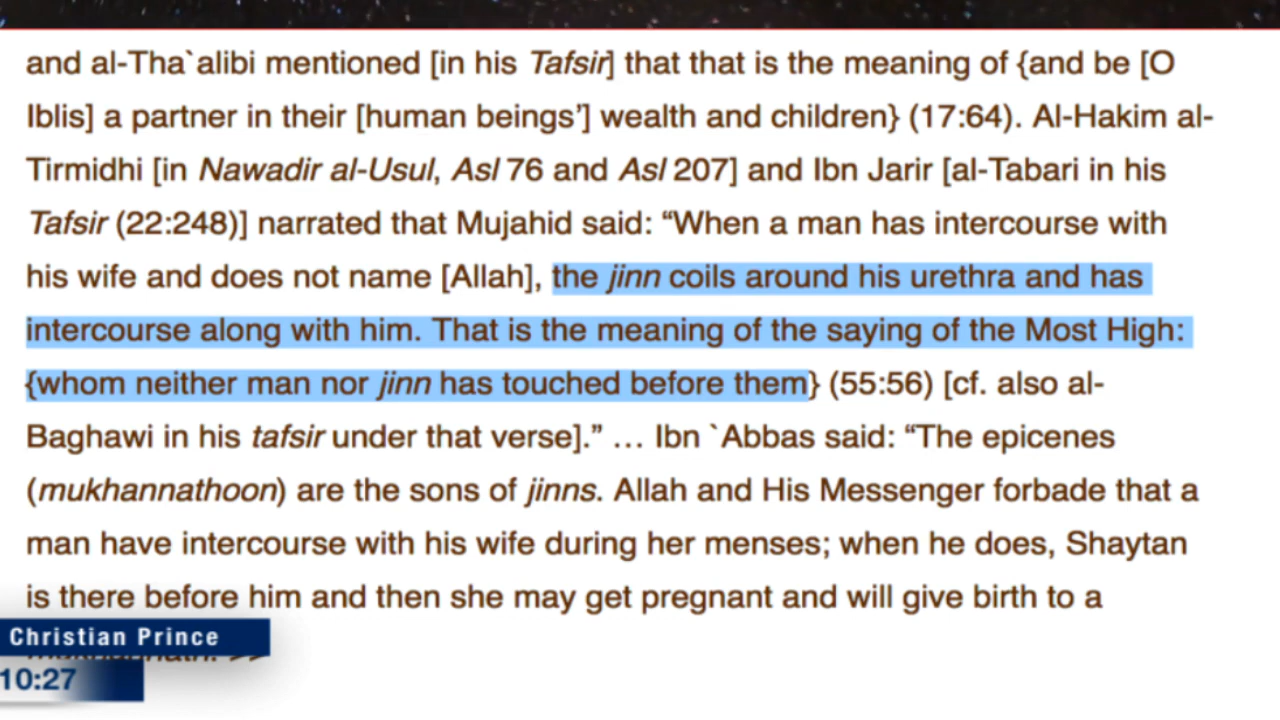 and al-Tha`alibi mentioned [in his Tafsir] that that is the meaning of {and be [O
Iblis] a partner in their [human beings’] wealth and children} (17:64). Al-Hakim al-
Tirmidhi [in Nawadir al-Usul, Asl 76 and Asl 207] and Ibn Jarir [al-Tabari in his
Tafsir (22:248)] narrated that Mujahid said: “When a man has intercourse with
his wife and does not name [Allah], the jinn coils around his urethra and has
intercourse along with him. That is the meaning of the saying of the Most High:
{whom neither man nor jinn has touched before them} (55:56) [cf. also al-
Baghawi in his tafsir under that verse].” … Ibn `Abbas said: “The epicenes
(mukhannathoon) are the sons of jinns. Allah and His Messenger forbade that a
man have intercourse with his wife during her menses; when he does, Shaytan
is there before him and then she may get pregnant and will give birth to a
Christian Prince
10:27